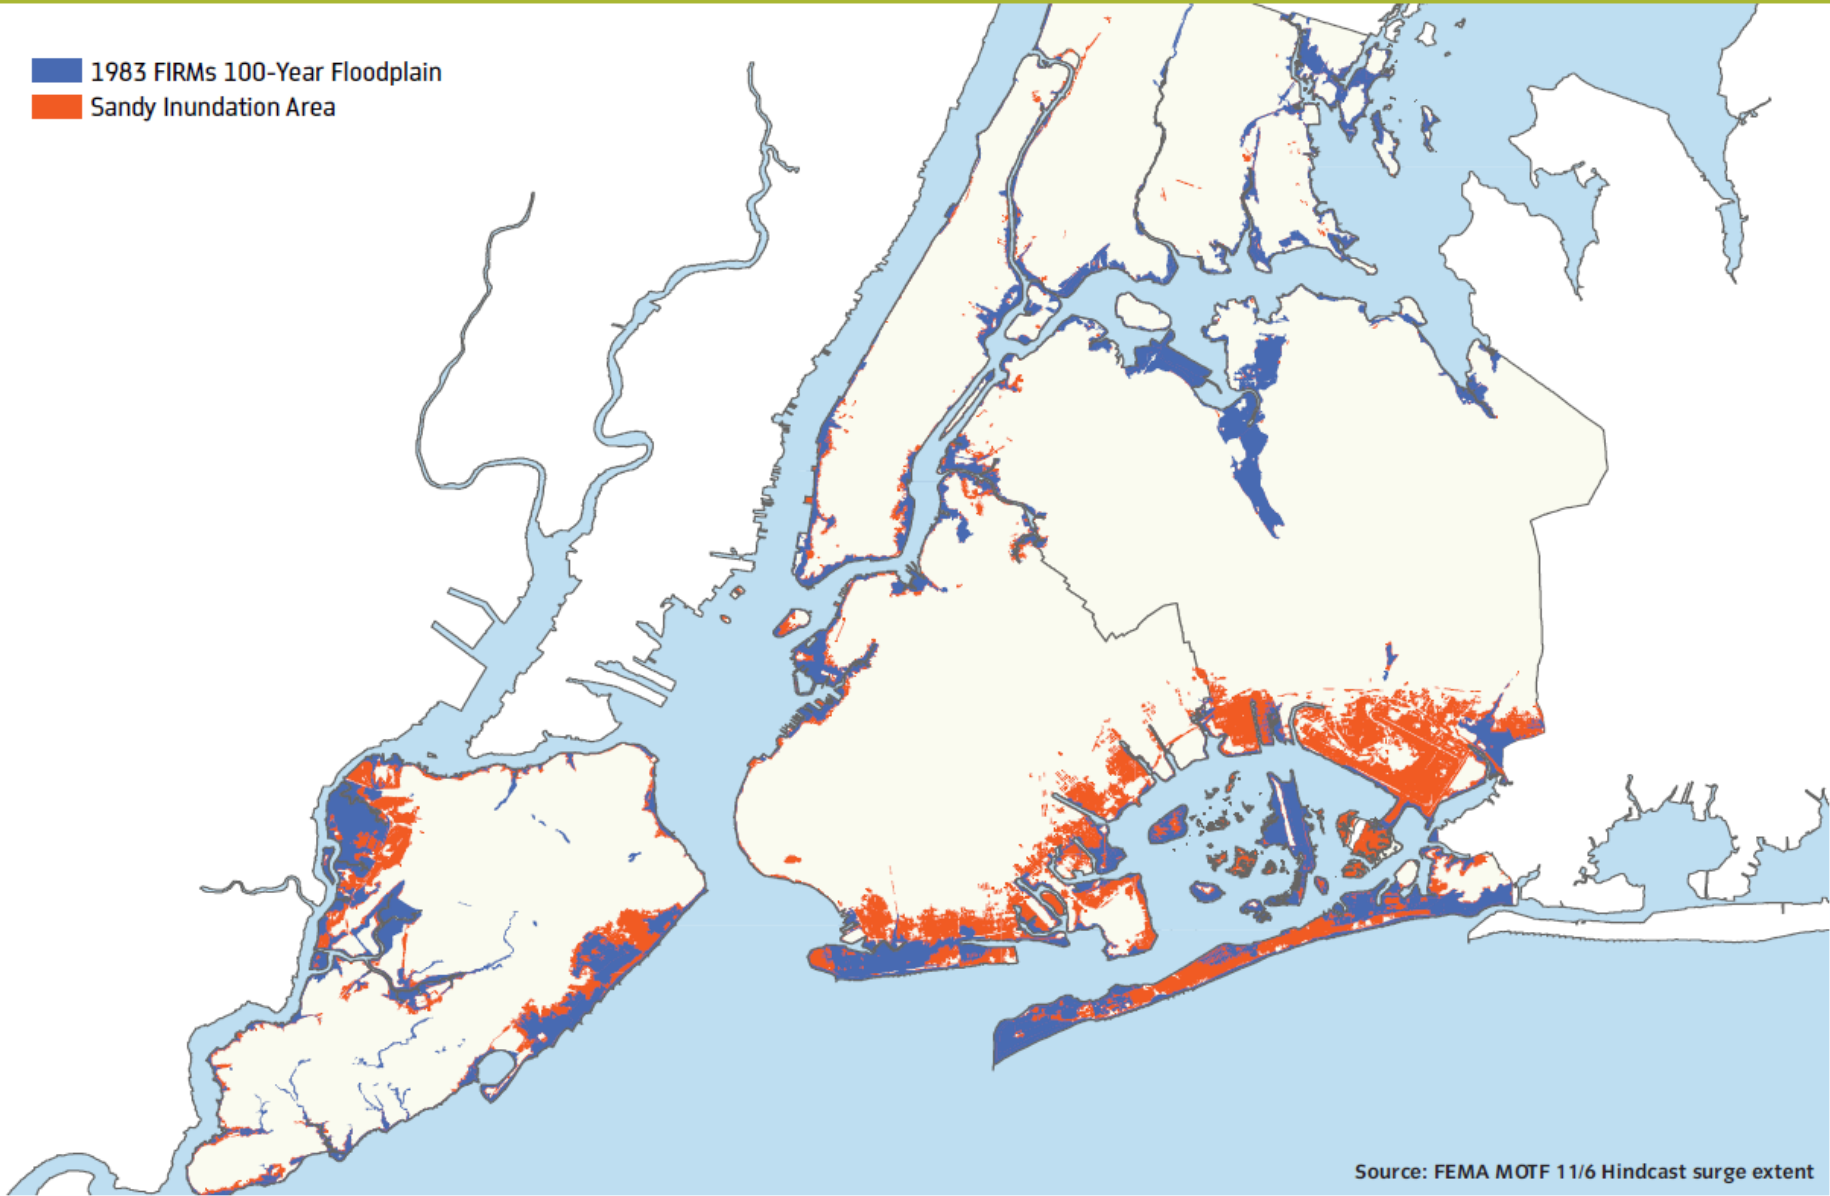 1983 FIRMs 100-Year Floodplain
Sandy Inundation Area
Source: FEMA MOTF 11/6 Hindcast surge extent